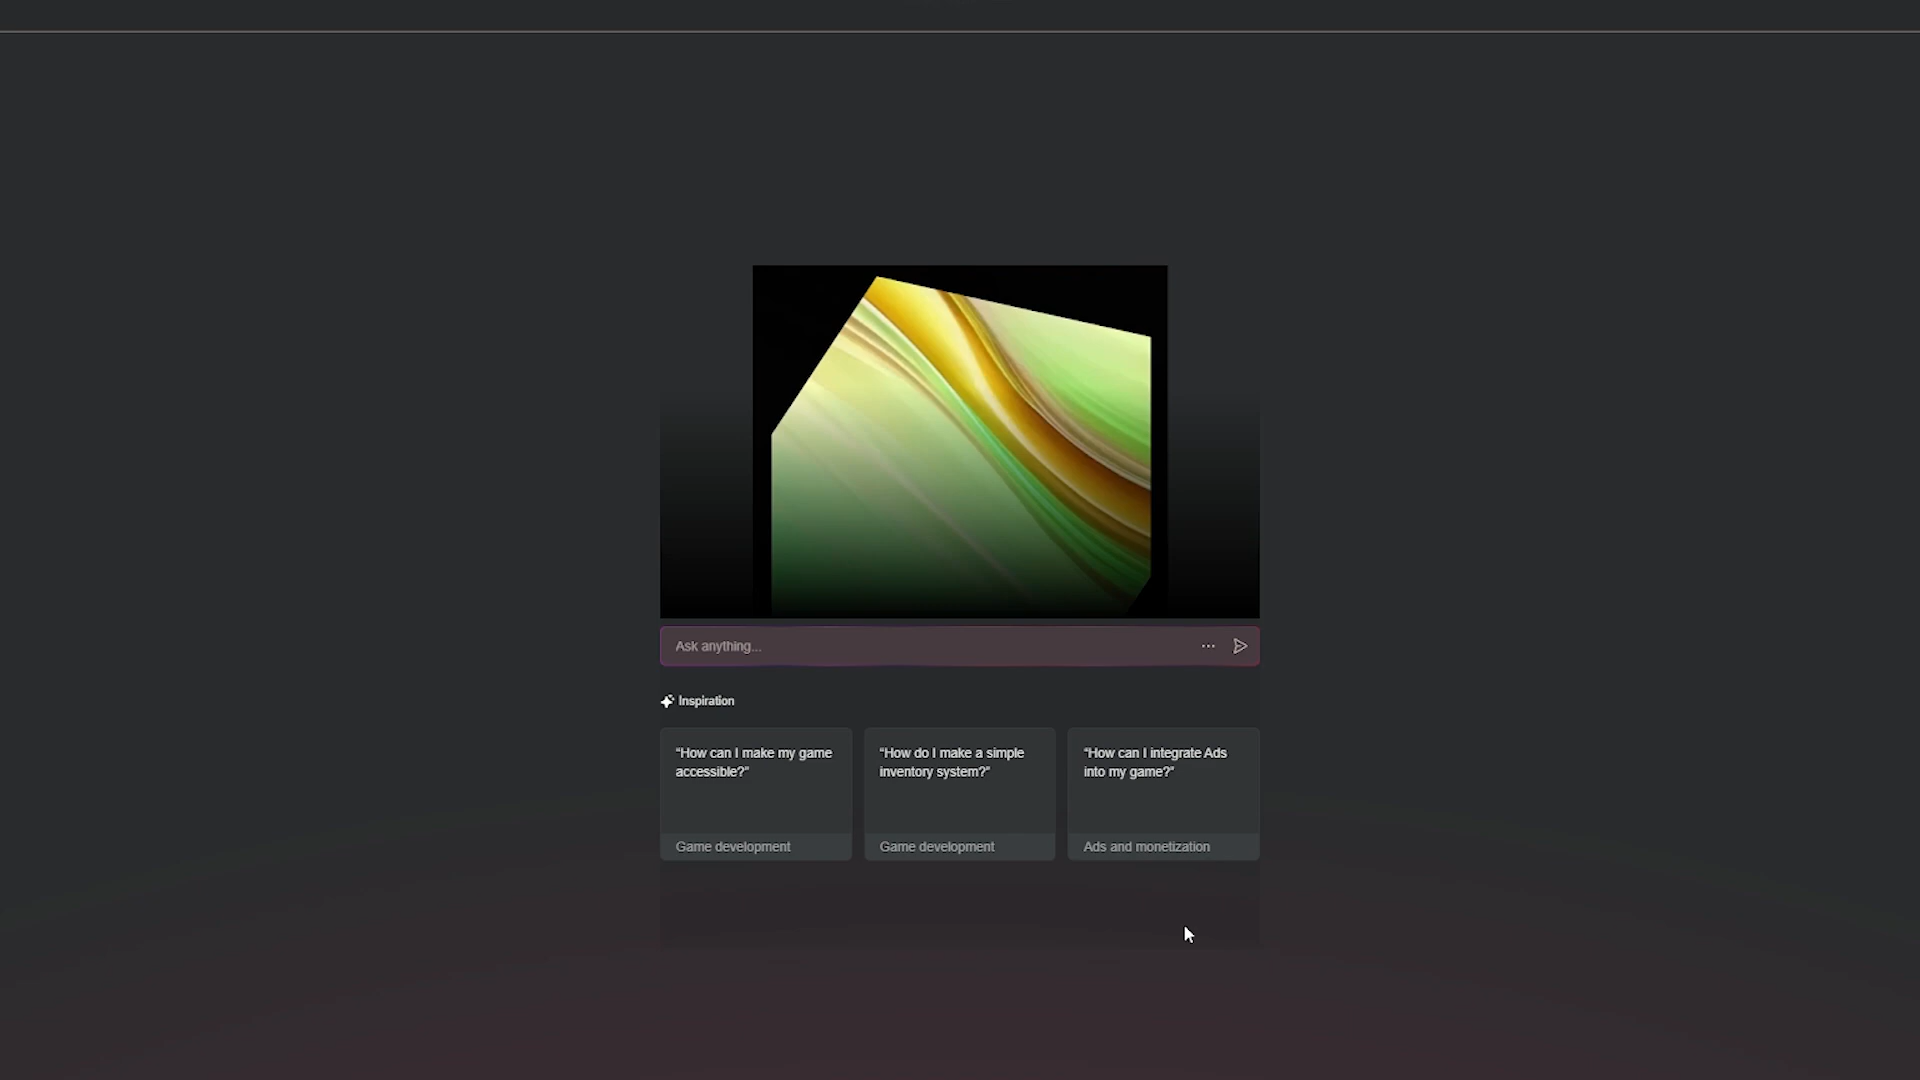 Ask anything...
Inspiration
“How can I make my game
accessible?”
Game development
“How do I make a simple
inventory system?”
Game development
“How can I integrate Ads
into my game?”
Ads and monetization